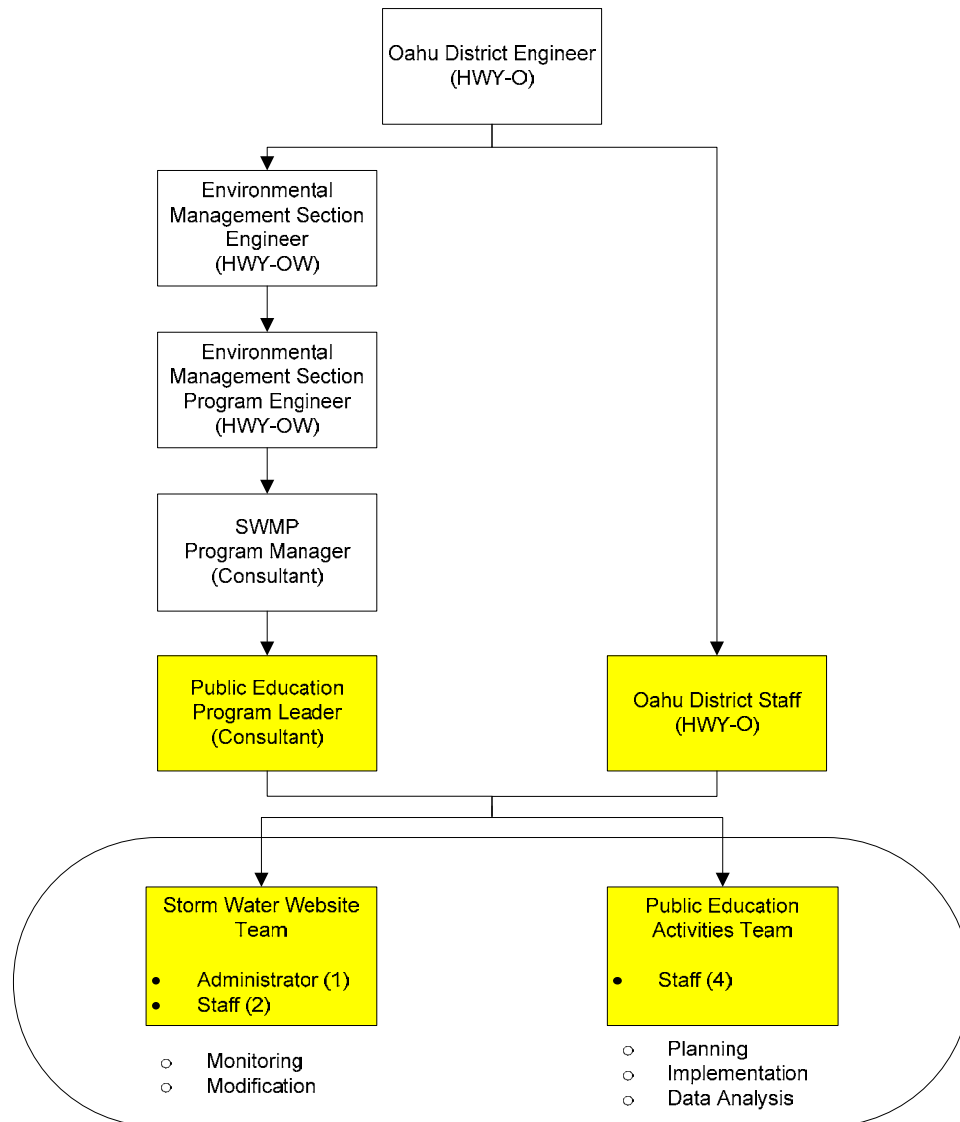 Oahu District Engineer
(HWY-O)
Environmental
Management Section
Engineer
(HWY-OW)
Environmental
Management Section
Program Engineer
(HWY-OW)
SWMP
Program Manager
(Consultant)
Public Education
Program Leader
(Consultant)
Oahu District Staff
(HWY-O)
Storm Water Website
Team
• Administrator (1)
• Staff (2)
○ Monitoring
○ Modification
Public Education
Activities Team
• Staff (4)
○ Planning
○ Implementation
○ Data Analysis